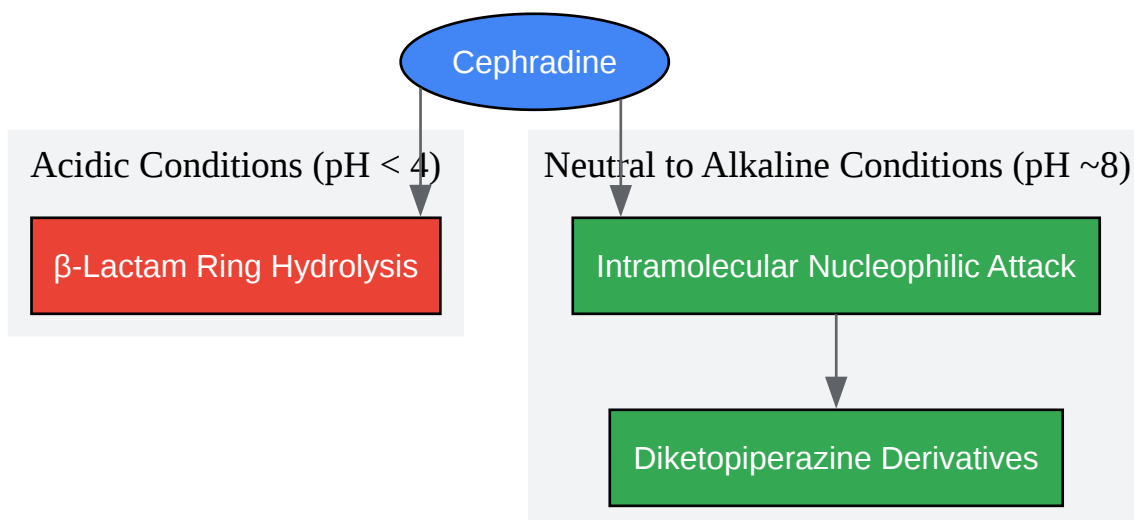 Cephradine
Acidic Conditions (pH < 4)
Neutral to Alkaline Conditions (pH ~8)
β-Lactam Ring Hydrolysis
Intramolecular Nucleophilic Attack
Diketopiperazine Derivatives